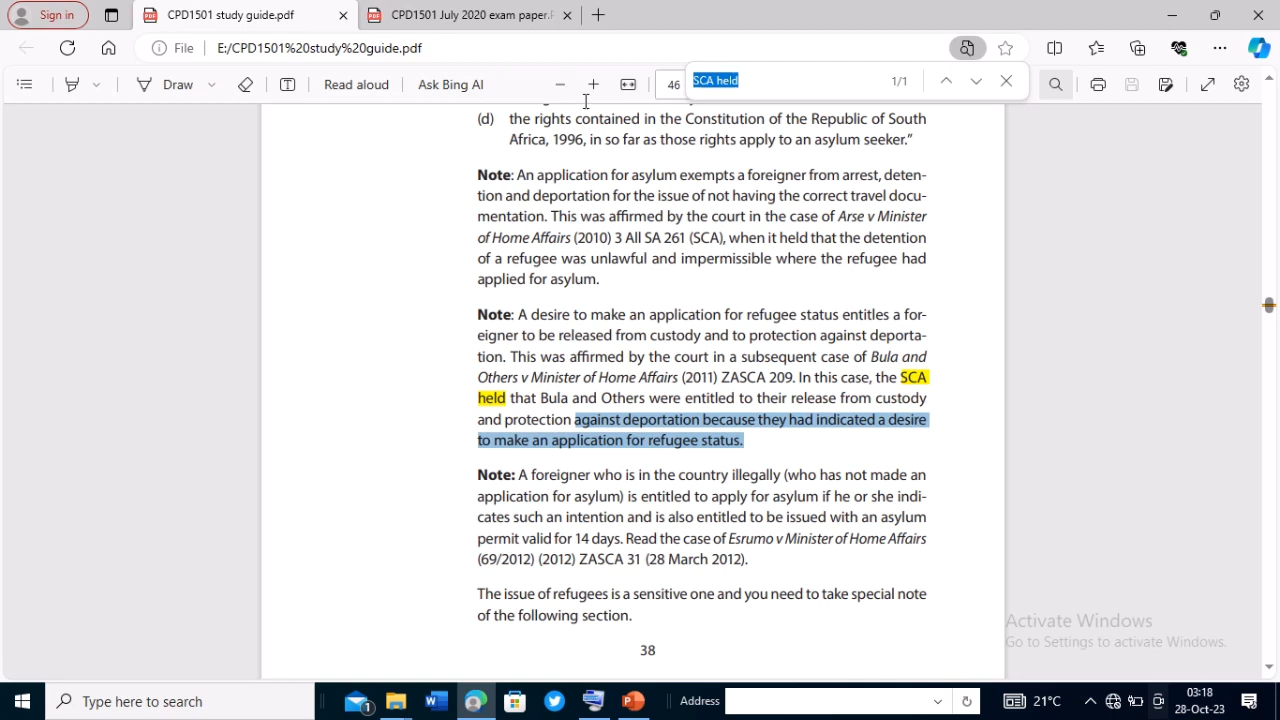 Sign in
CPD1501 study guide.pdf
CPD1501 July 2020 exam paper.F
File
E:/CPD1501%20study%20guide.pdf
Draw
Read aloud
Ask Bing AI
46
SCA held
1/1
(d) the rights contained in the Constitution of the Republic of South
Africa, 1996, in so far as those rights apply to an asylum seeker.”
Note: An application for asylum exempts a foreigner from arrest, deten-
tion and deportation for the issue of not having the correct travel docu-
mentation. This was affirmed by the court in the case of Arse v Minister
of Home Affairs (2010) 3 All SA 261 (SCA), when it held that the detention
of a refugee was unlawful and impermissible where the refugee had
applied for asylum.
Note: A desire to make an application for refugee status entitles a for-
eigner to be released from custody and to protection against deporta-
tion. This was affirmed by the court in a subsequent case of Bula and
Others v Minister of Home Affairs (2011) ZASCA 209. In this case, the SCA
held that Bula and Others were entitled to their release from custody
and protection against deportation because they had indicated a desire
to make an application for refugee status.
Note: A foreigner who is in the country illegally (who has not made an
application for asylum) is entitled to apply for asylum if he or she indi-
cates such an intention and is also entitled to be issued with an asylum
permit valid for 14 days. Read the case of Esrumo v Minister of Home Affairs
(69/2012) (2012) ZASCA 31 (28 March 2012).
The issue of refugees is a sensitive one and you need to take special note
of the following section.
38
Activate Windows
Go to Settings to activate Windows.
Type here to search
1
Address
21°C
03:18
28-Oct-23